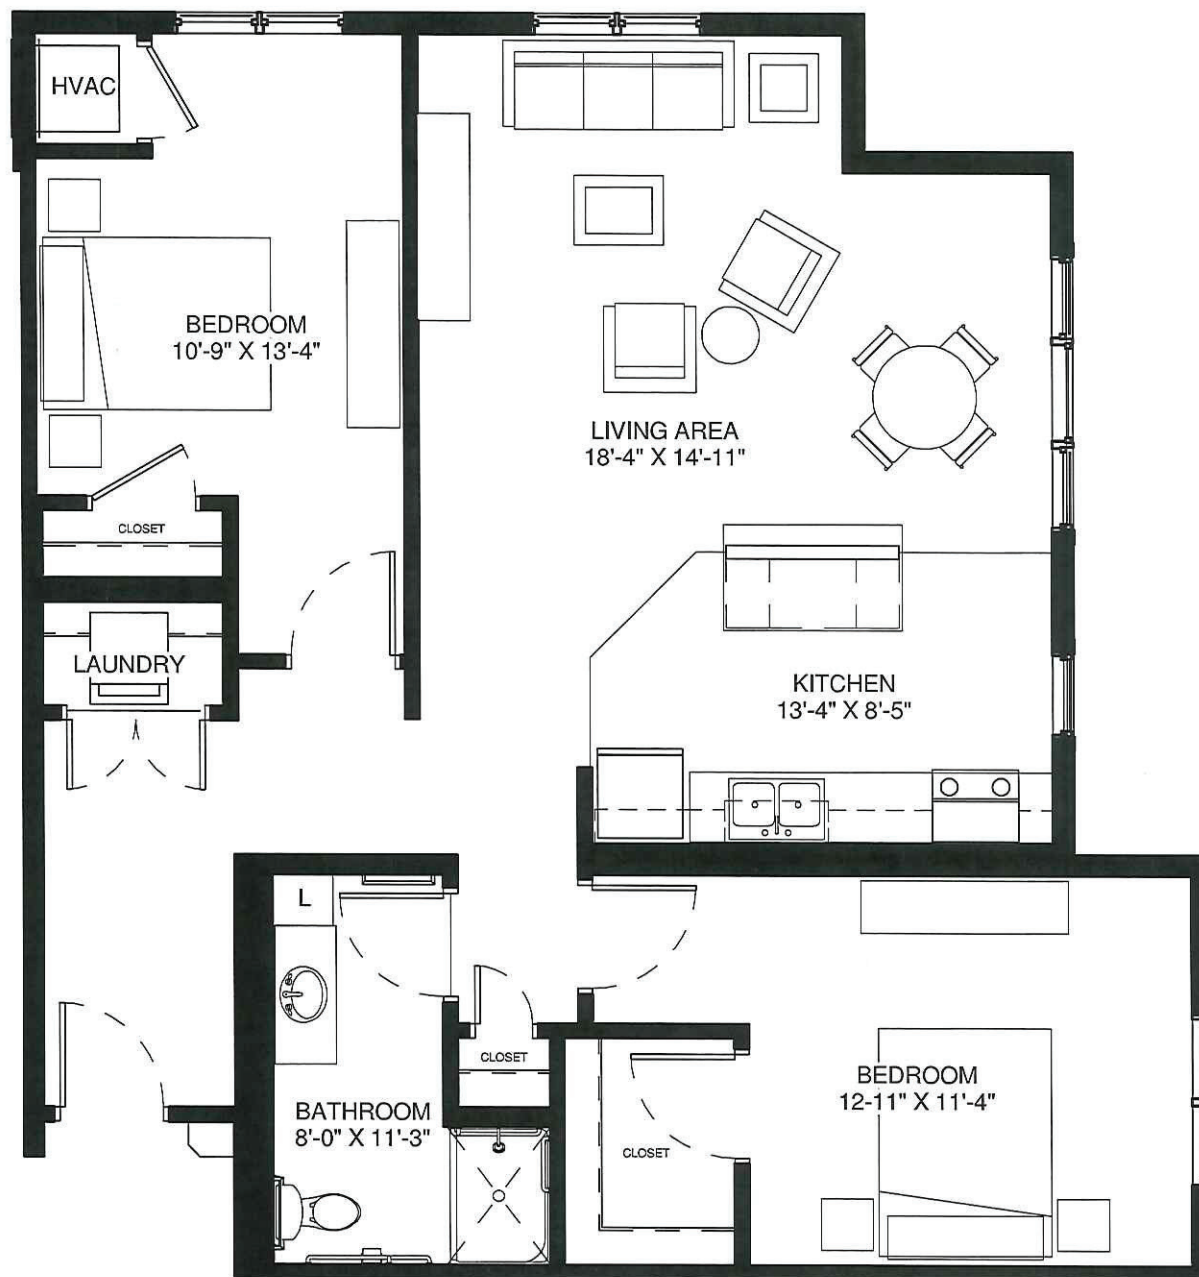 HVAC
BEDROOM
10'-9" X 13'-4"
LIVING AREA
18'-4" X 14'-11"
CLOSET
LAUNDRY
KITCHEN
13'-4" X 8'-5"
L
CLOSET
BEDROOM
12-11" X 11'-4"
BATHROOM
8'-0" X 11'-3"
CLOSET